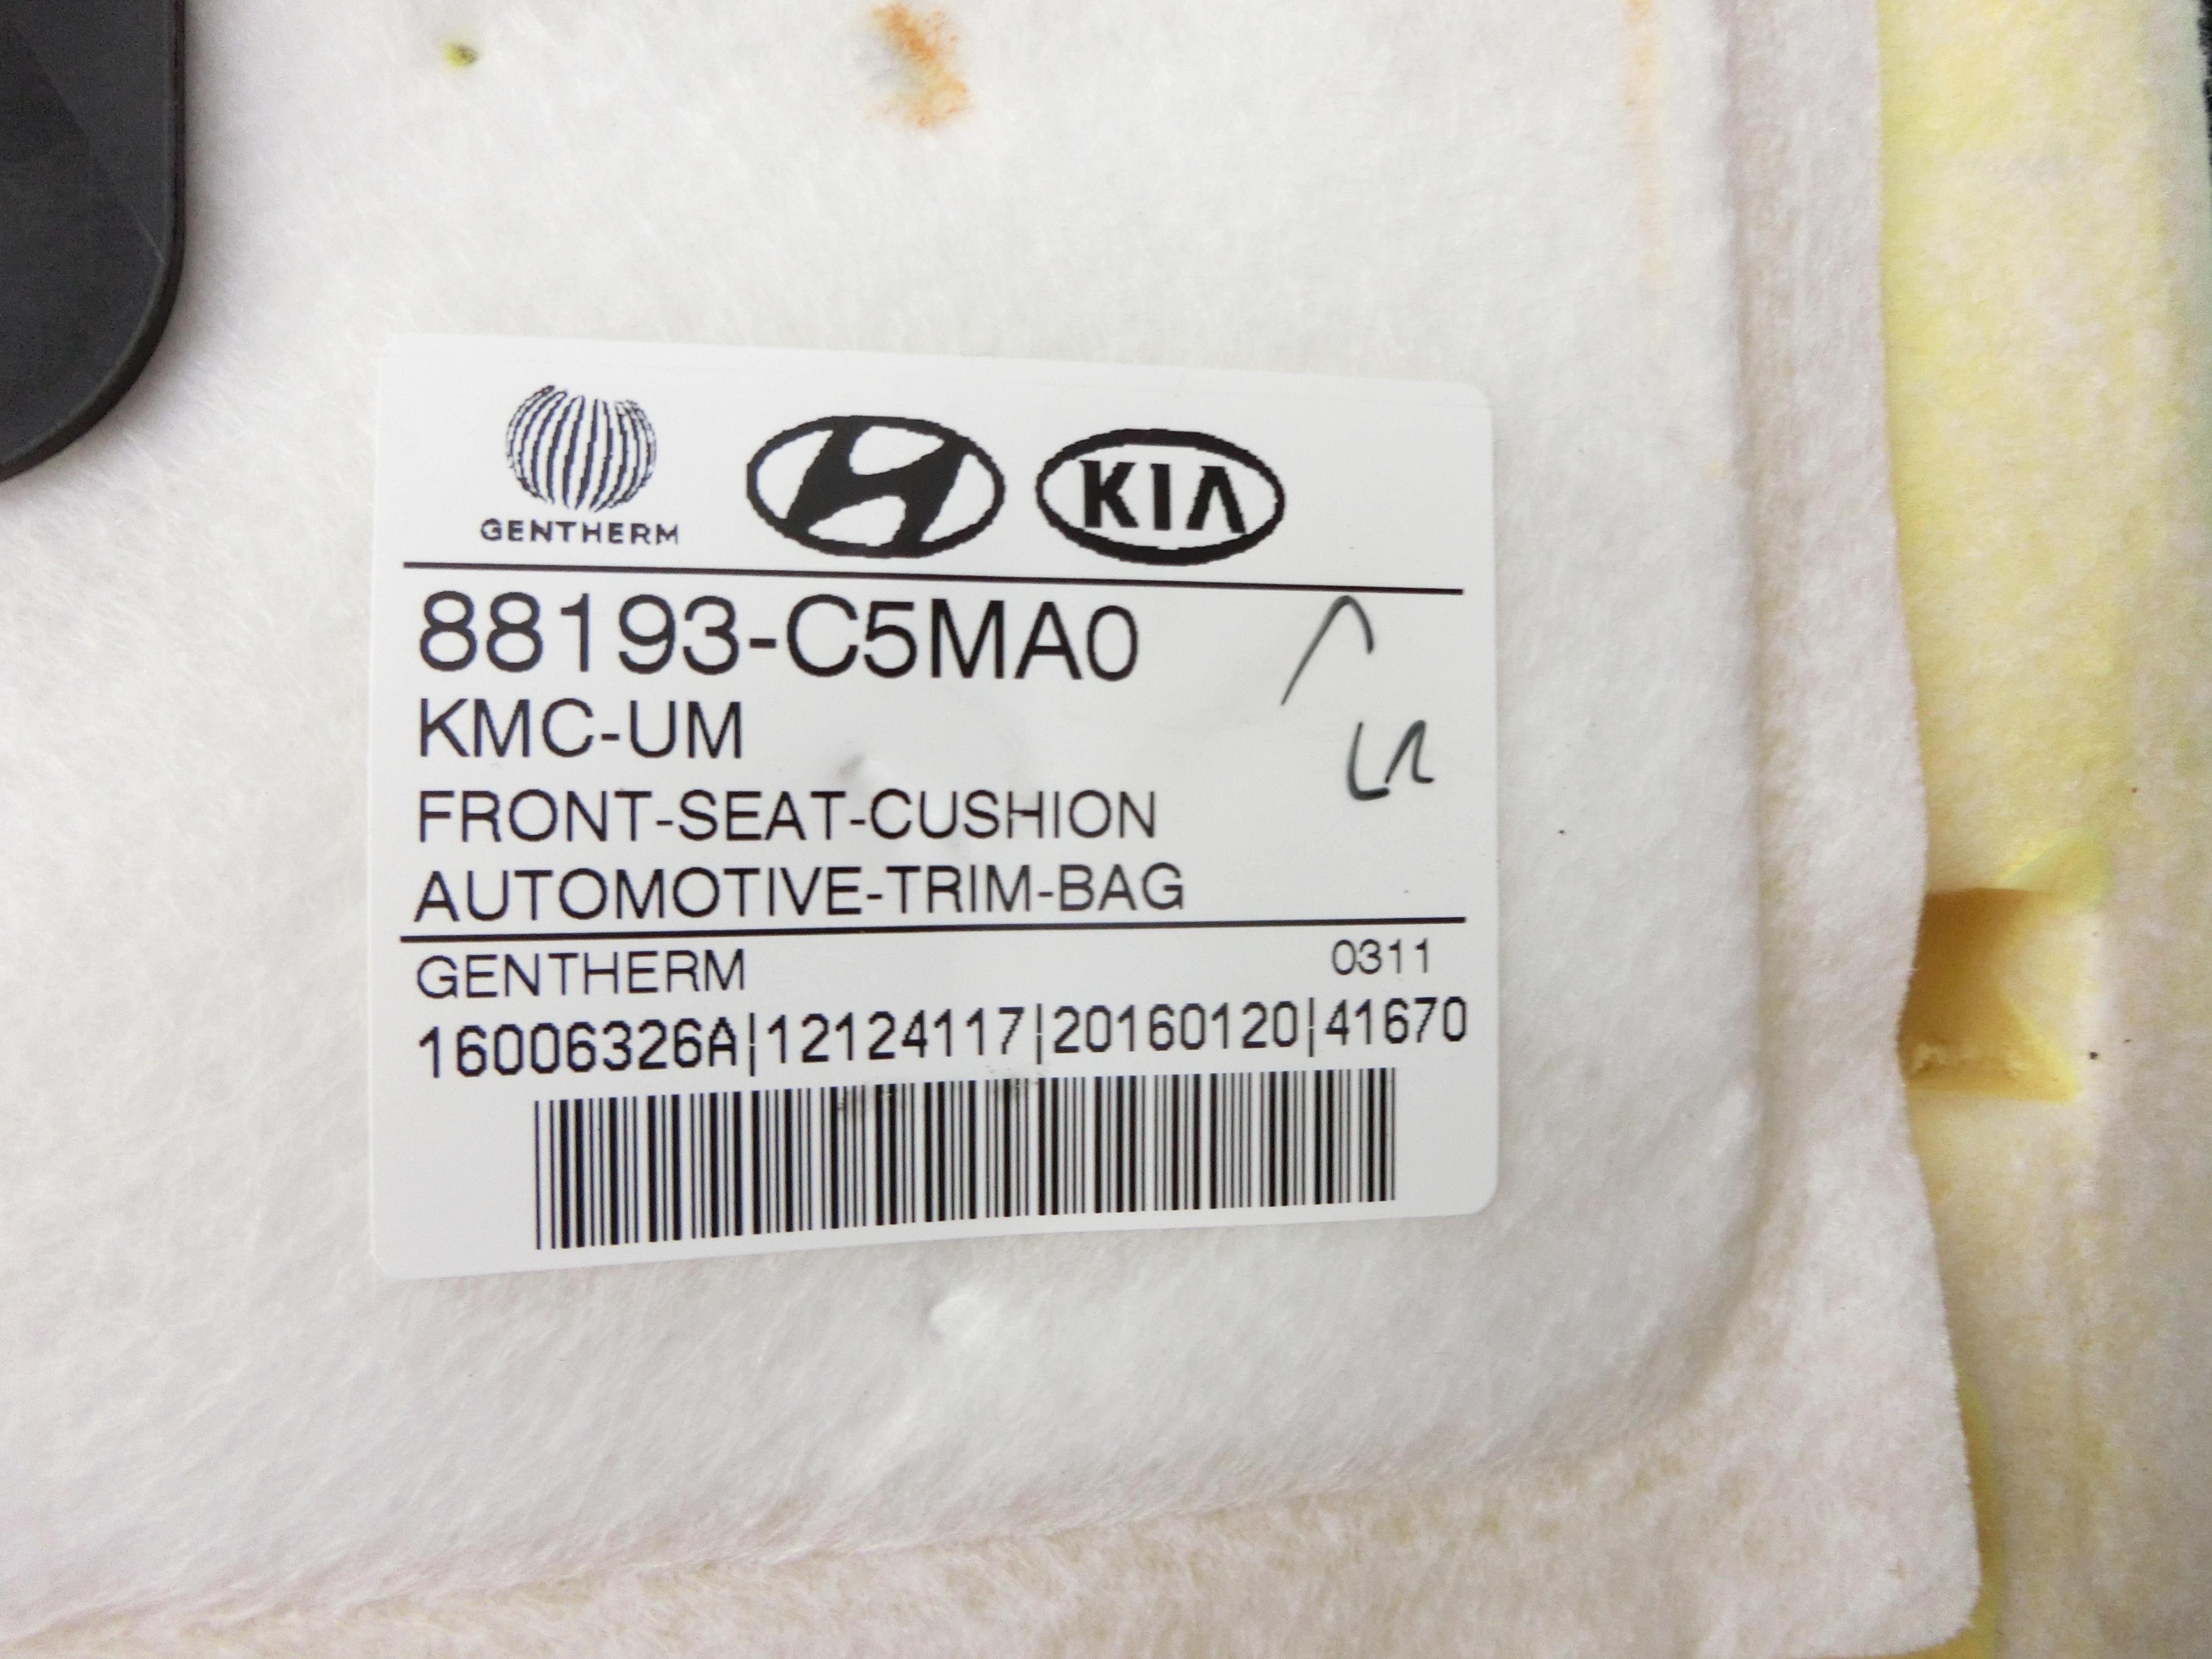 GENTHERM
KIA
88193-C5MA0
KMC-UM
FRONT-SEAT-CUSHION
AUTOMOTIVE-TRIM-BAG
GENTHERM 0311
16006326A|12124117|20160120|41670